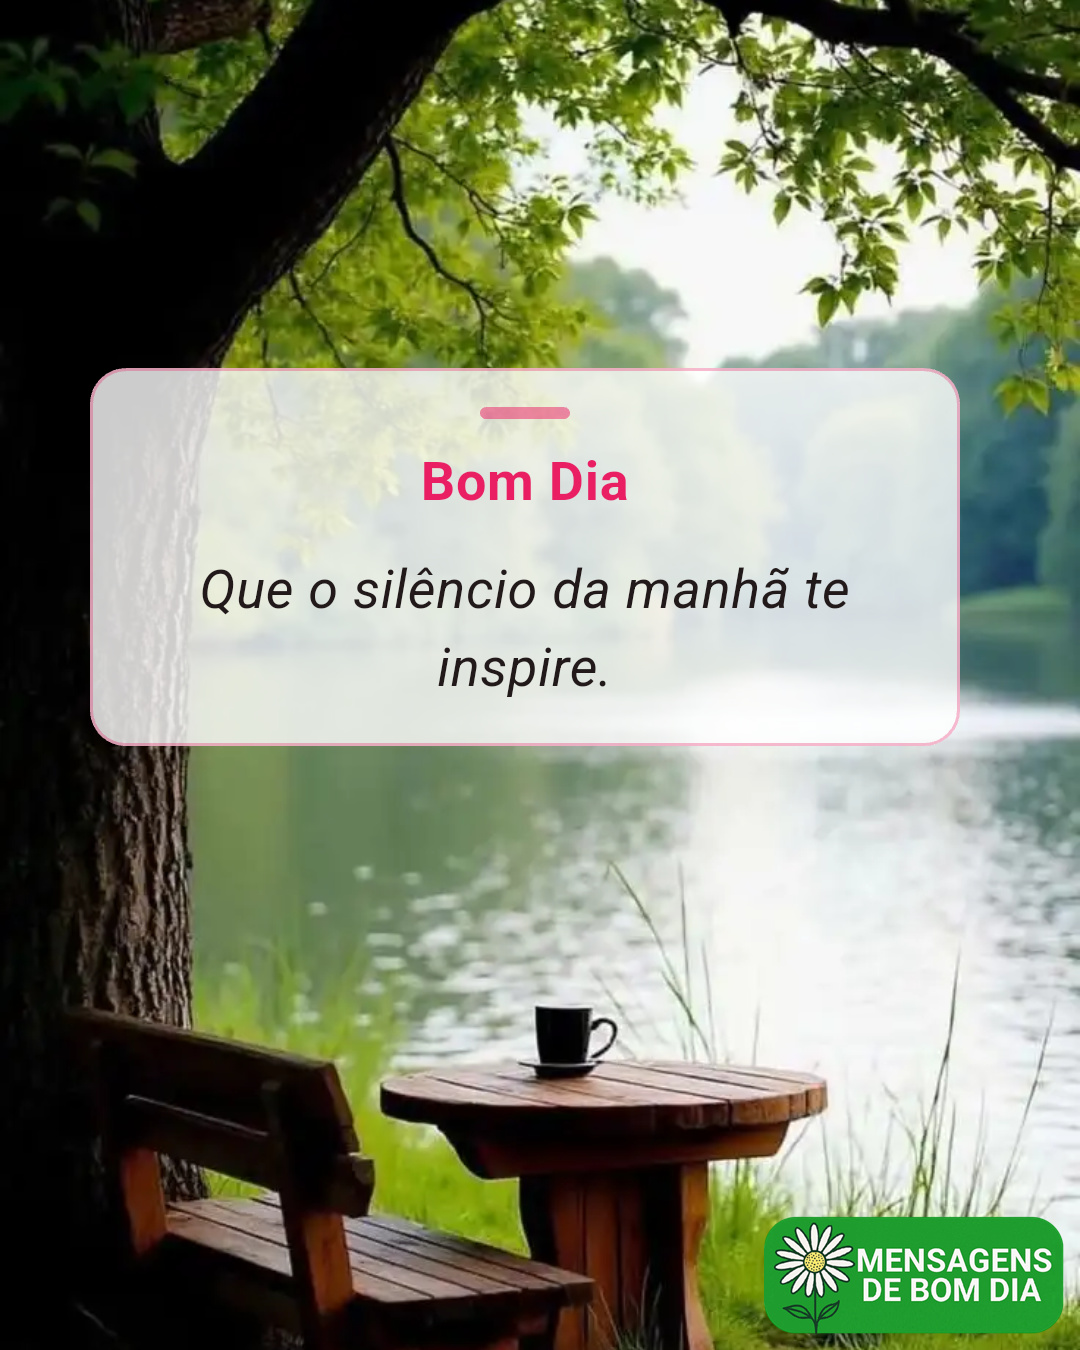 Bom Dia
Que o silêncio da manhã te
inspire.
MENSAGENS
DE BOM DIA